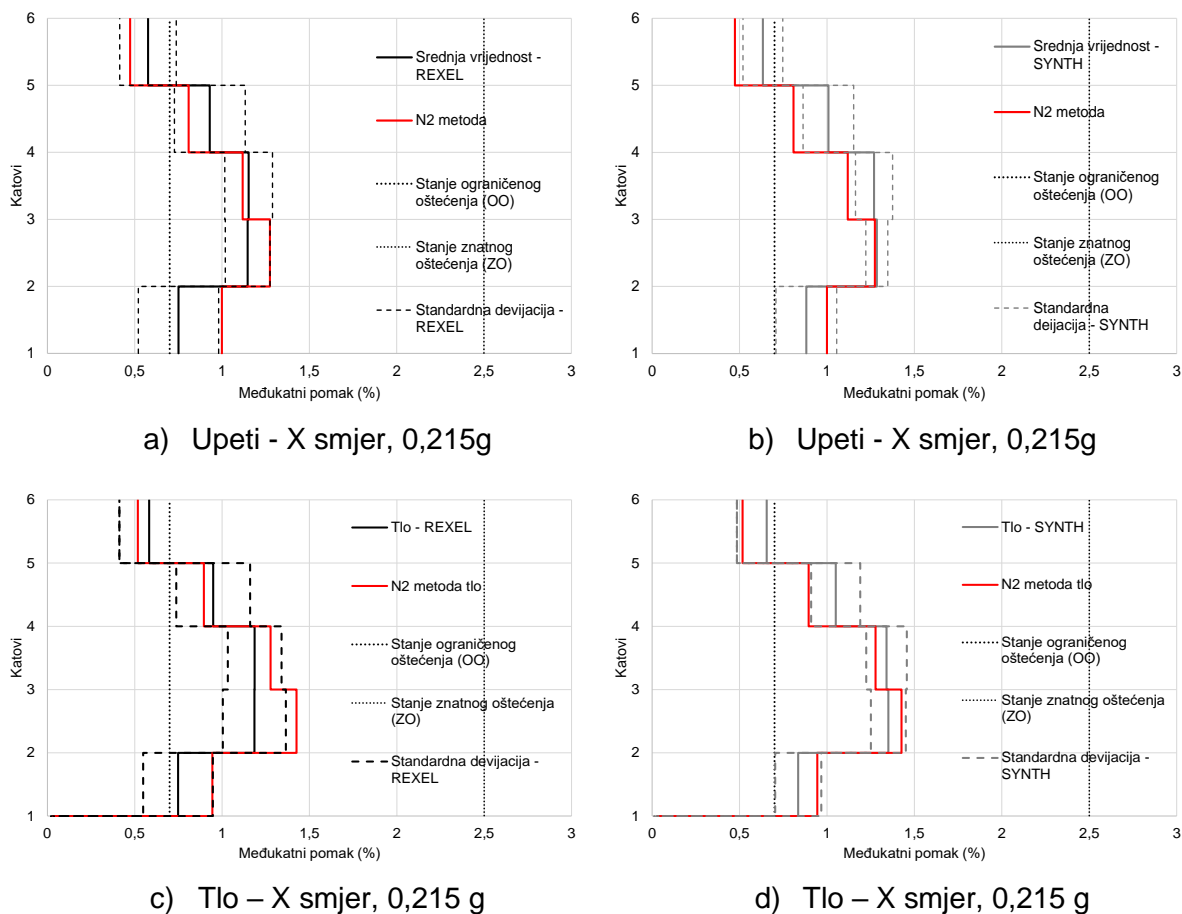 6
5
4
3
2
1
Katovi
0
0,5
1
1,5
2
2,5
3
Međukatni pomak (%)
Srednja vrijednost -
REXEL
N2 metoda
Stanje ograničenog
oštećenja (OO)
Stanje znatnog
oštećenja (ZO)
Standardna devijacija -
REXEL
a) Upeti - X smjer, 0,215g
6
5
4
3
2
1
Katovi
0
0,5
1
1,5
2
2,5
3
Međukatni pomak (%)
Srednja vrijednost -
SYNTH
N2 metoda
Stanje ograničenog
oštećenja (OO)
Stanje znatnog
oštećenja (ZO)
Standardna
deijacija - SYNTH
b) Upeti - X smjer, 0,215g
6
5
4
3
2
1
Katovi
0
0,5
1
1,5
2
2,5
3
Međukatni pomak (%)
Tlo - REXEL
N2 metoda tlo
Stanje ograničenog
oštećenja (OO)
Stanje znatnog oštećenja
(ZO)
Standardna devijacija -
REXEL
c) Tlo – X smjer, 0,215 g
6
5
4
3
2
1
Katovi
0
0,5
1
1,5
2
2,5
3
Međukatni pomak (%)
Tlo - SYNTH
N2 metoda tlo
Stanje ograničenog
oštećenja (OO)
Stanje znatnog oštećenja
(ZO)
Standardna devijacija -
SYNTH
d) Tlo – X smjer, 0,215 g